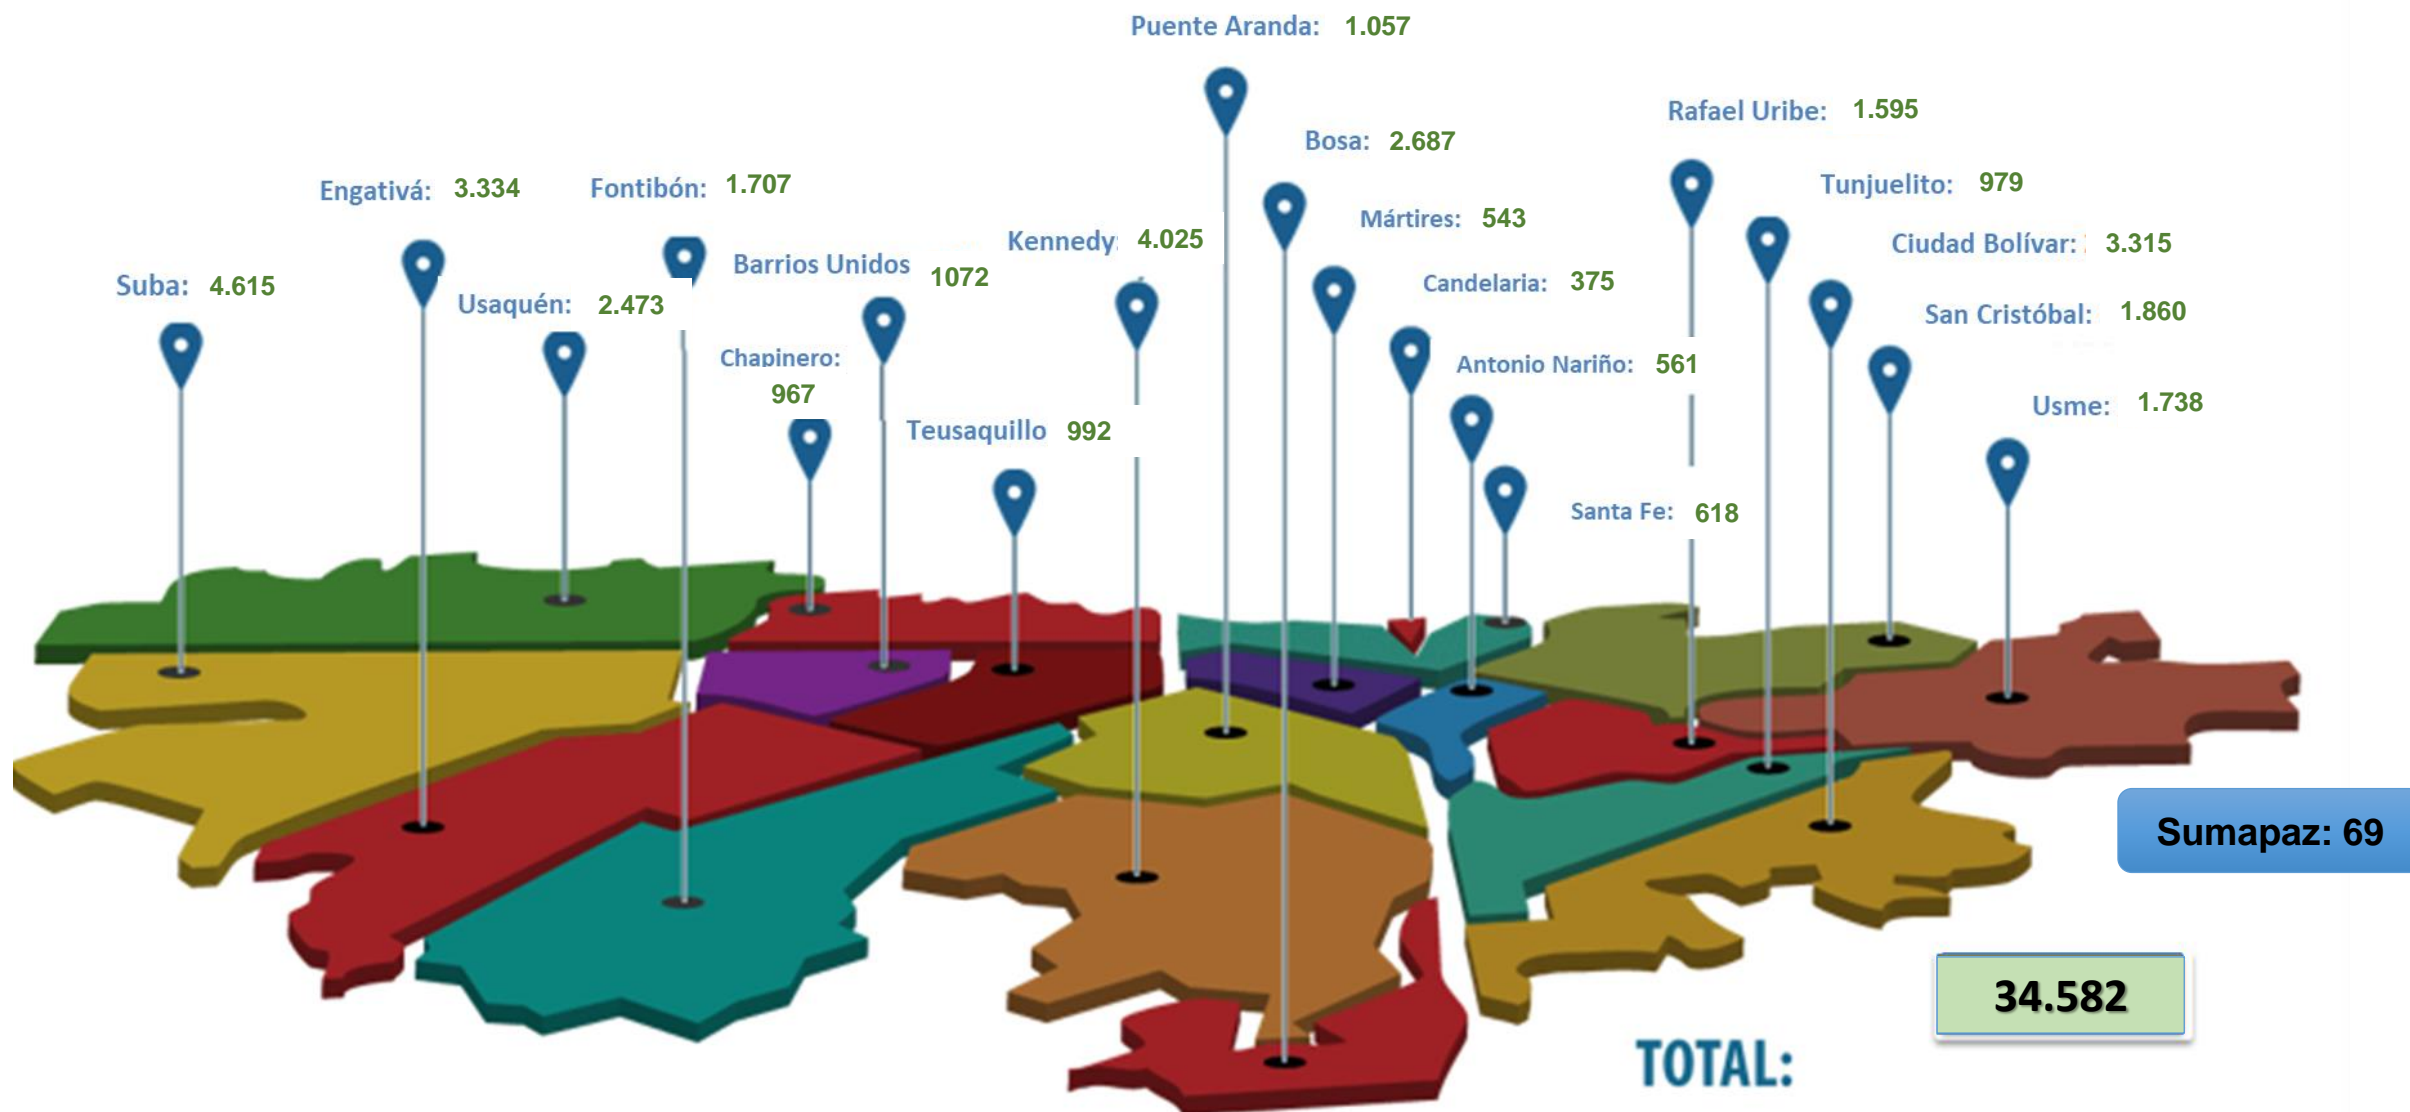 Puente Aranda: 1.057
Rafael Uribe: 1.595
Bosa: 2.687
Engativá: 3.334
Fontibón: 1.707
Tunjuelito: 979
Mártires: 543
Kennedy: 4.025
Ciudad Bolívar: 3.315
Barrios Unidos 1072
Suba: 4.615
Candelaria: 375
Usaquén: 2.473
San Cristóbal: 1.860
Chapinero:
967
Antonio Nariño: 561
Usme: 1.738
Teusaquillo 992
Santa Fe: 618
Sumapaz: 69
34.582
TOTAL: